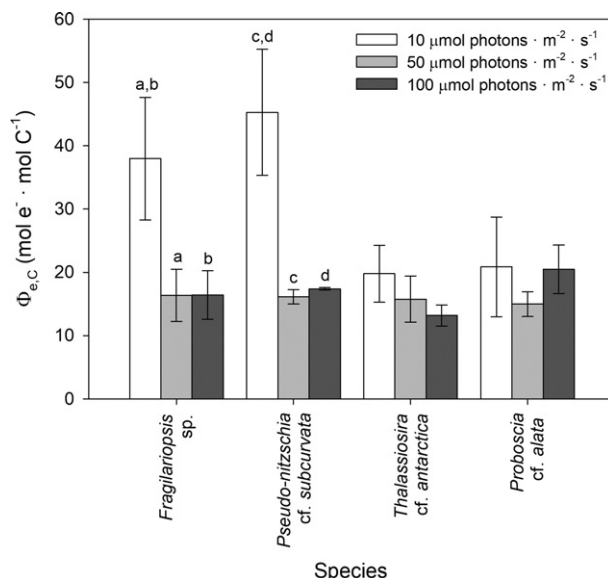 60
50
40
30
20
10
0
Φe,C (mol e⁻ · mol C⁻¹)
10 μmol photons · m⁻² · s⁻¹
50 μmol photons · m⁻² · s⁻¹
100 μmol photons · m⁻² · s⁻¹
a,b
a
b
c,d
c
d
Fragilariopsis
sp.
Pseudo-nitzschia
cf. subcurvata
Thalassiosira
cf. antarctica
Proboscia
cf. alata
Species